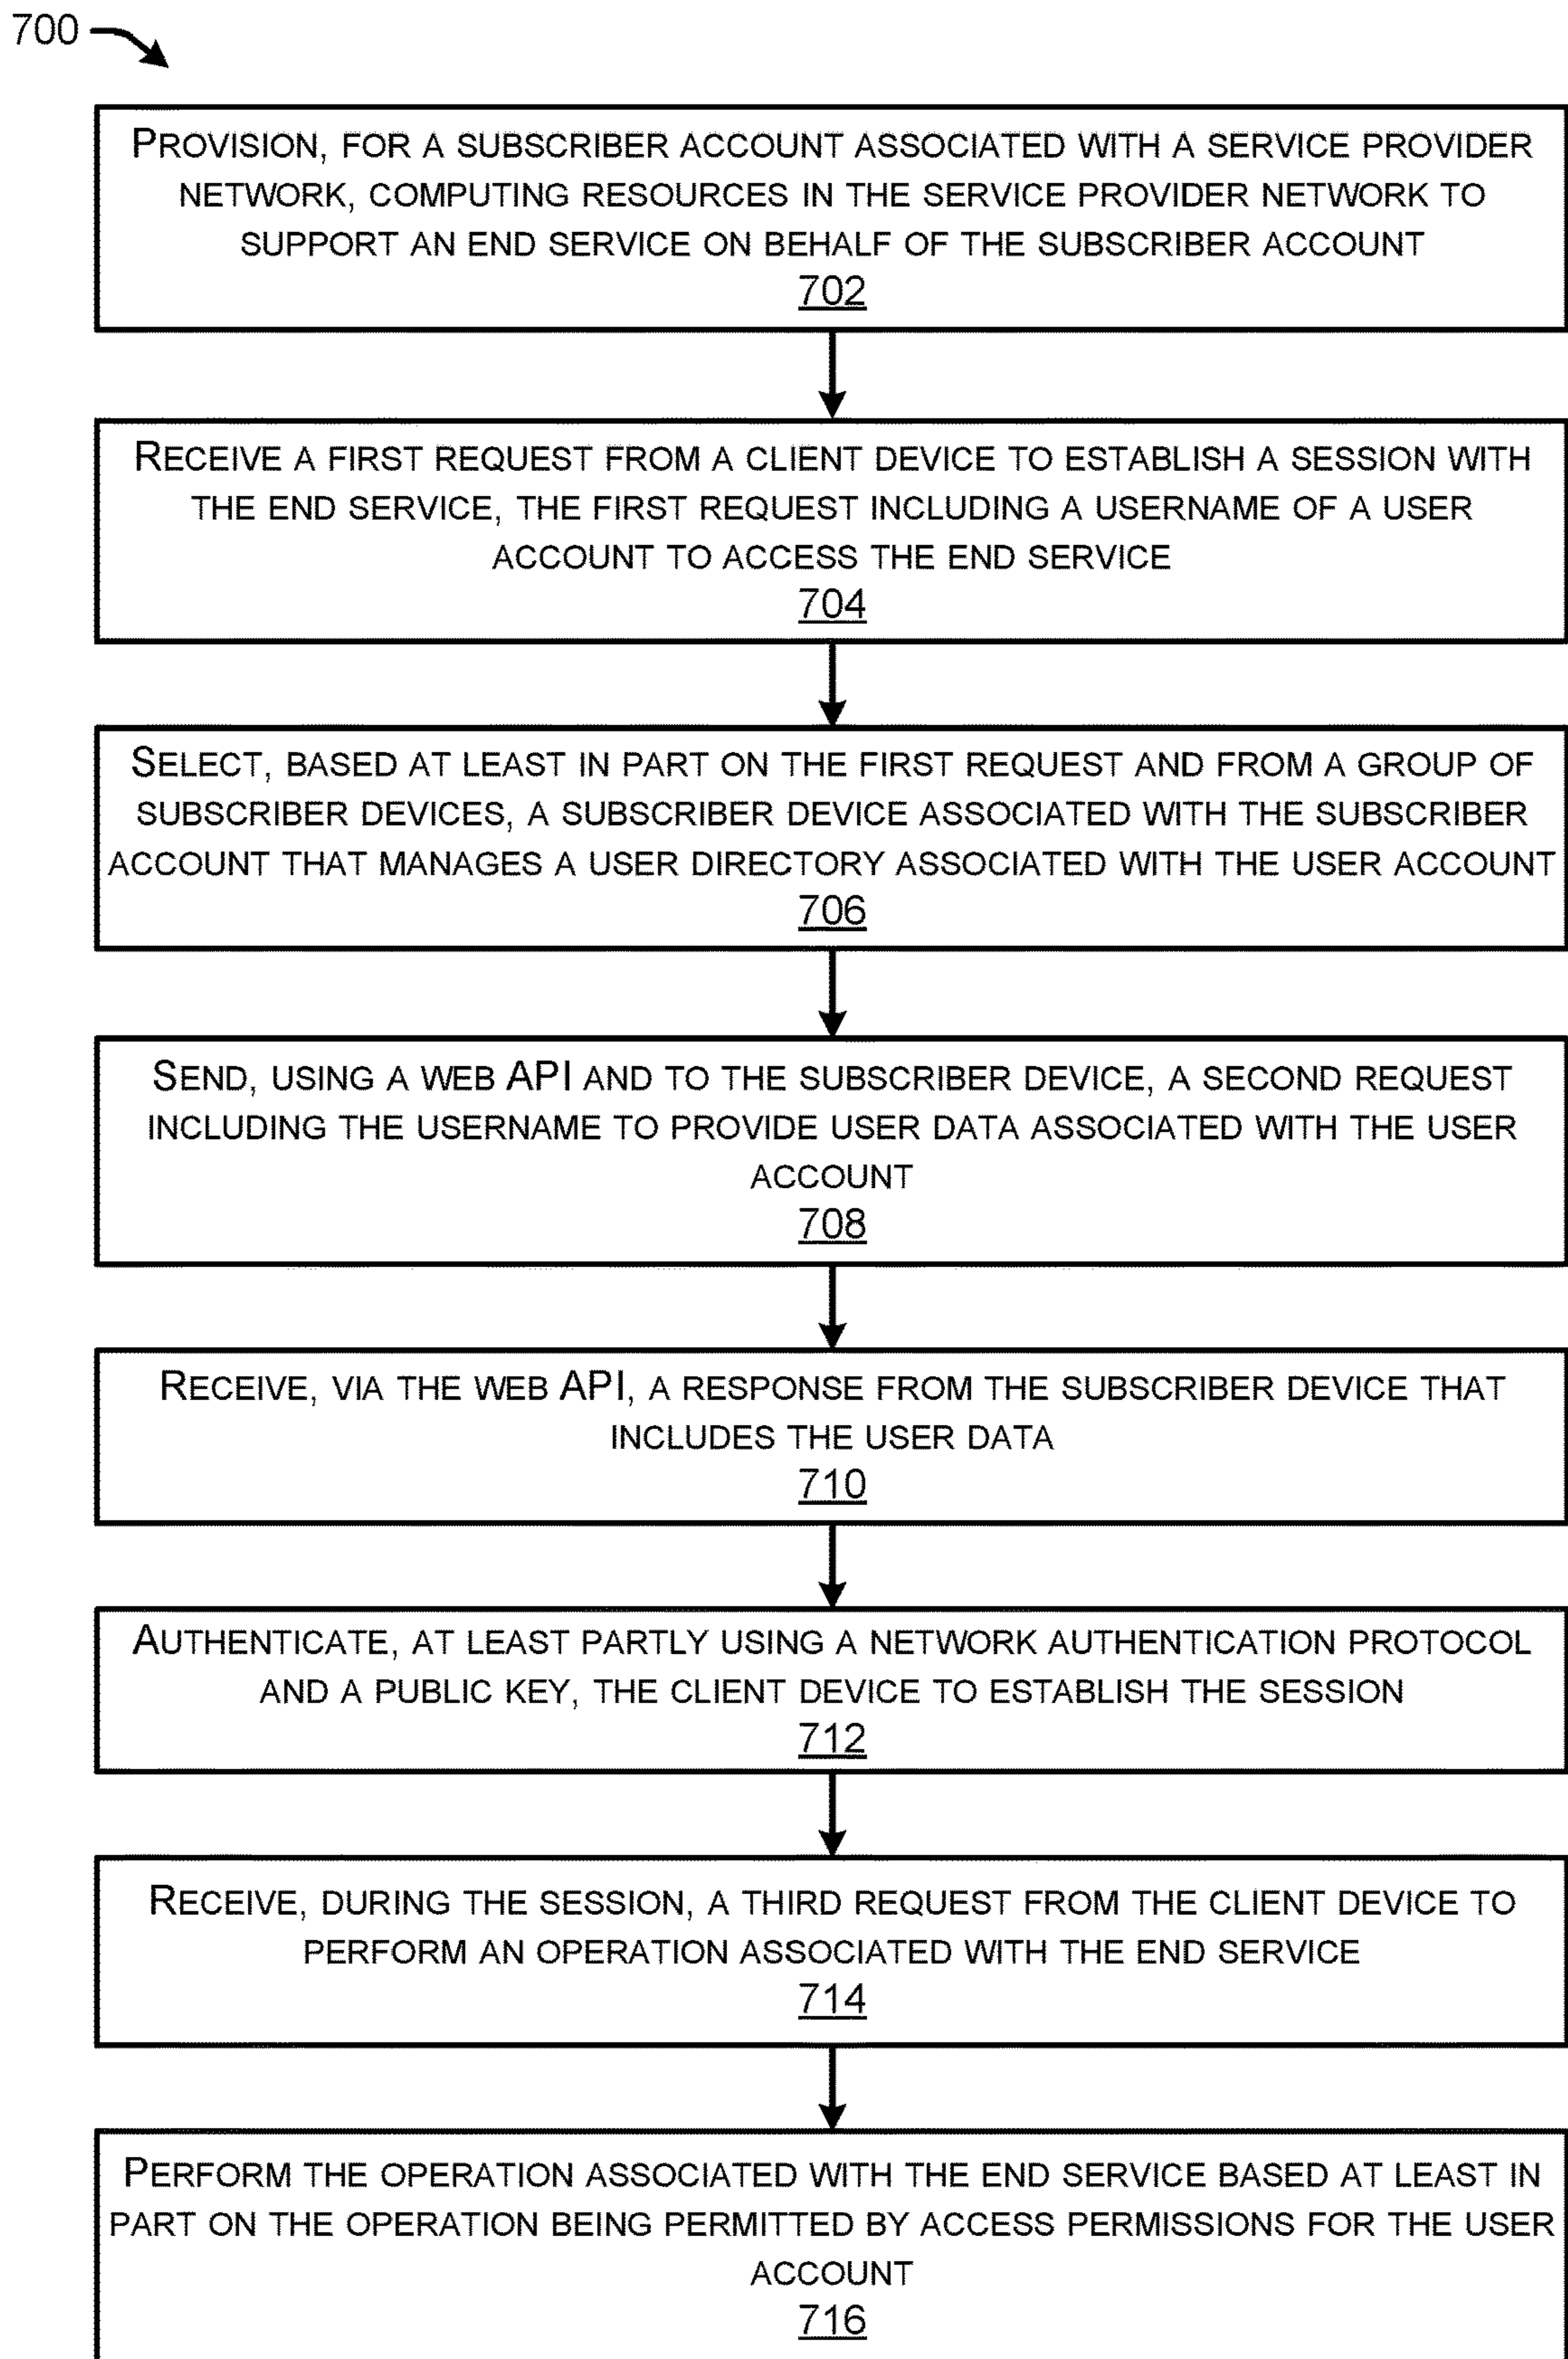 700
PROVISION, FOR A SUBSCRIBER ACCOUNT ASSOCIATED WITH A SERVICE PROVIDER
NETWORK, COMPUTING RESOURCES IN THE SERVICE PROVIDER NETWORK TO
SUPPORT AN END SERVICE ON BEHALF OF THE SUBSCRIBER ACCOUNT
702
RECEIVE A FIRST REQUEST FROM A CLIENT DEVICE TO ESTABLISH A SESSION WITH
THE END SERVICE, THE FIRST REQUEST INCLUDING A USERNAME OF A USER
ACCOUNT TO ACCESS THE END SERVICE
704
SELECT, BASED AT LEAST IN PART ON THE FIRST REQUEST AND FROM A GROUP OF
SUBSCRIBER DEVICES, A SUBSCRIBER DEVICE ASSOCIATED WITH THE SUBSCRIBER
ACCOUNT THAT MANAGES A USER DIRECTORY ASSOCIATED WITH THE USER ACCOUNT
706
SEND, USING A WEB API AND TO THE SUBSCRIBER DEVICE, A SECOND REQUEST
INCLUDING THE USERNAME TO PROVIDE USER DATA ASSOCIATED WITH THE USER
ACCOUNT
708
RECEIVE, VIA THE WEB API, A RESPONSE FROM THE SUBSCRIBER DEVICE THAT
INCLUDES THE USER DATA
710
AUTHENTICATE, AT LEAST PARTLY USING A NETWORK AUTHENTICATION PROTOCOL
AND A PUBLIC KEY, THE CLIENT DEVICE TO ESTABLISH THE SESSION
712
RECEIVE, DURING THE SESSION, A THIRD REQUEST FROM THE CLIENT DEVICE TO
PERFORM AN OPERATION ASSOCIATED WITH THE END SERVICE
714
PERFORM THE OPERATION ASSOCIATED WITH THE END SERVICE BASED AT LEAST IN
PART ON THE OPERATION BEING PERMITTED BY ACCESS PERMISSIONS FOR THE USER
ACCOUNT
716